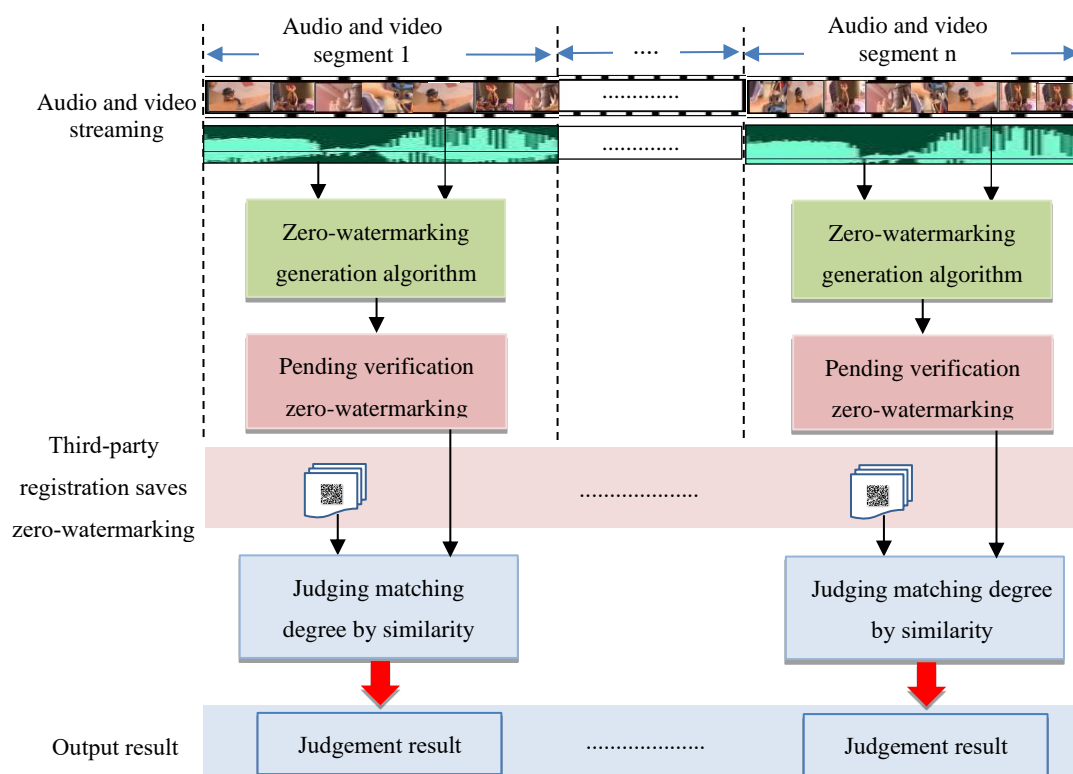 Audio and video
segment 1
....
Audio and video
segment n
Audio and video
streaming
.............
.............
Zero-watermarking
generation algorithm
Zero-watermarking
generation algorithm
Pending verification
zero-watermarking
Pending verification
zero-watermarking
Third-party
registration saves
zero-watermarking
....................
Judging matching
degree by similarity
Judging matching degree
by similarity
Output result
Judgement result
....................
Judgement result